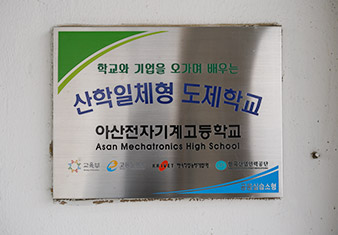 학교와 기업을 오가며 배우는
산학일체형 도제학교
아산전자기계고등학교
Asan Mechatronics High School
교육부 KRIVET 한국산업인력공단